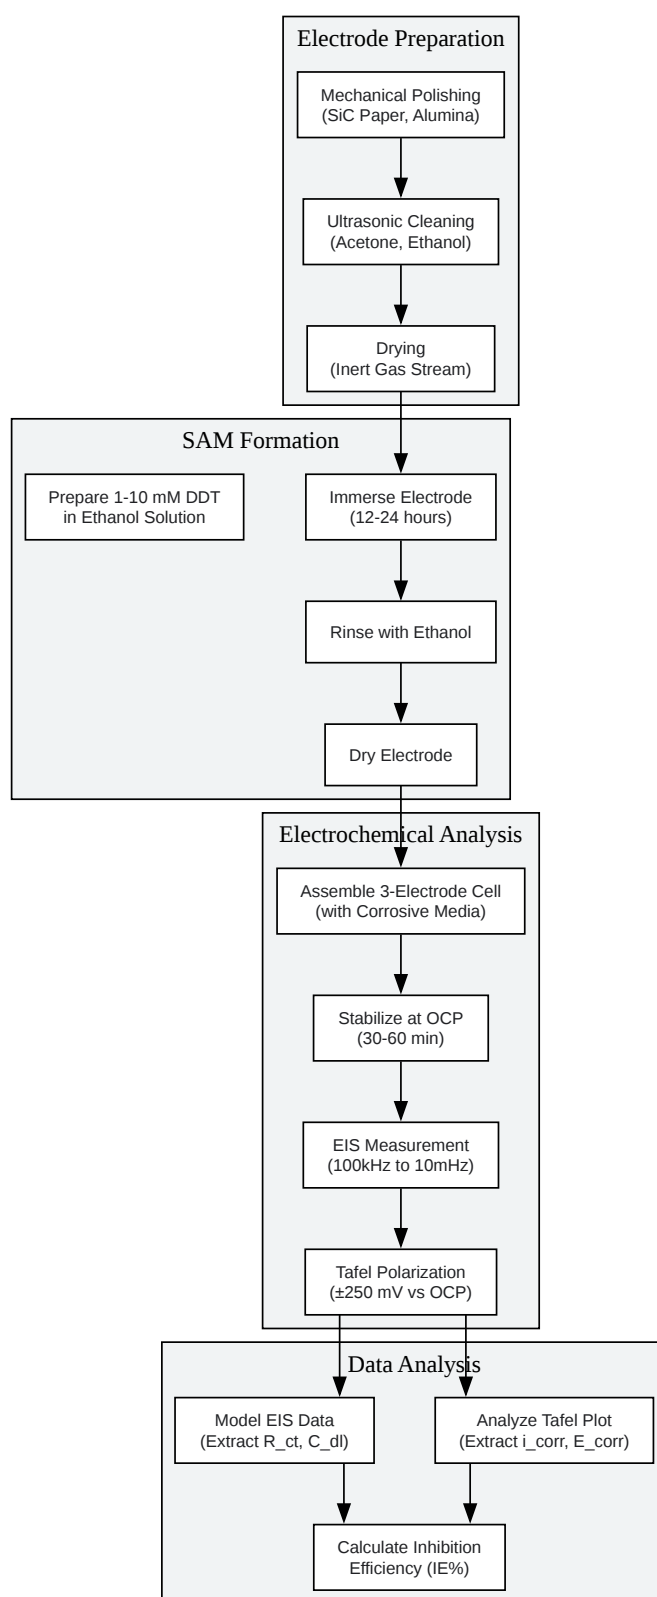 Electrode Preparation
Mechanical Polishing
(SiC Paper, Alumina)
Ultrasonic Cleaning
(Acetone, Ethanol)
Drying
(Inert Gas Stream)
SAM Formation
Prepare 1-10 mM DDT
in Ethanol Solution
Immerse Electrode
(12-24 hours)
Rinse with Ethanol
Dry Electrode
Electrochemical Analysis
Assemble 3-Electrode Cell
(with Corrosive Media)
Stabilize at OCP
(30-60 min)
EIS Measurement
(100kHz to 10mHz)
Tafel Polarization
(±250 mV vs OCP)
Data Analysis
Model EIS Data
(Extract R_ct, C_dl)
Analyze Tafel Plot
(Extract i_corr, E_corr)
Calculate Inhibition
Efficiency (IE%)